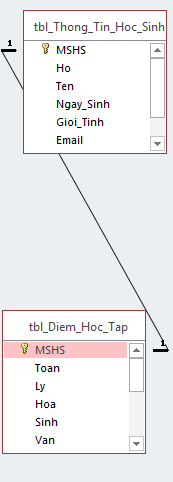 tbl_Thong_Tin_Hoc_Sinh
1
MSHS
Ho
Ten
Ngay_Sinh
Gioi_Tinh
Email
tbl_Diem_Hoc_Tap
MSHS
1
Toan
Ly
Hoa
Sinh
Van